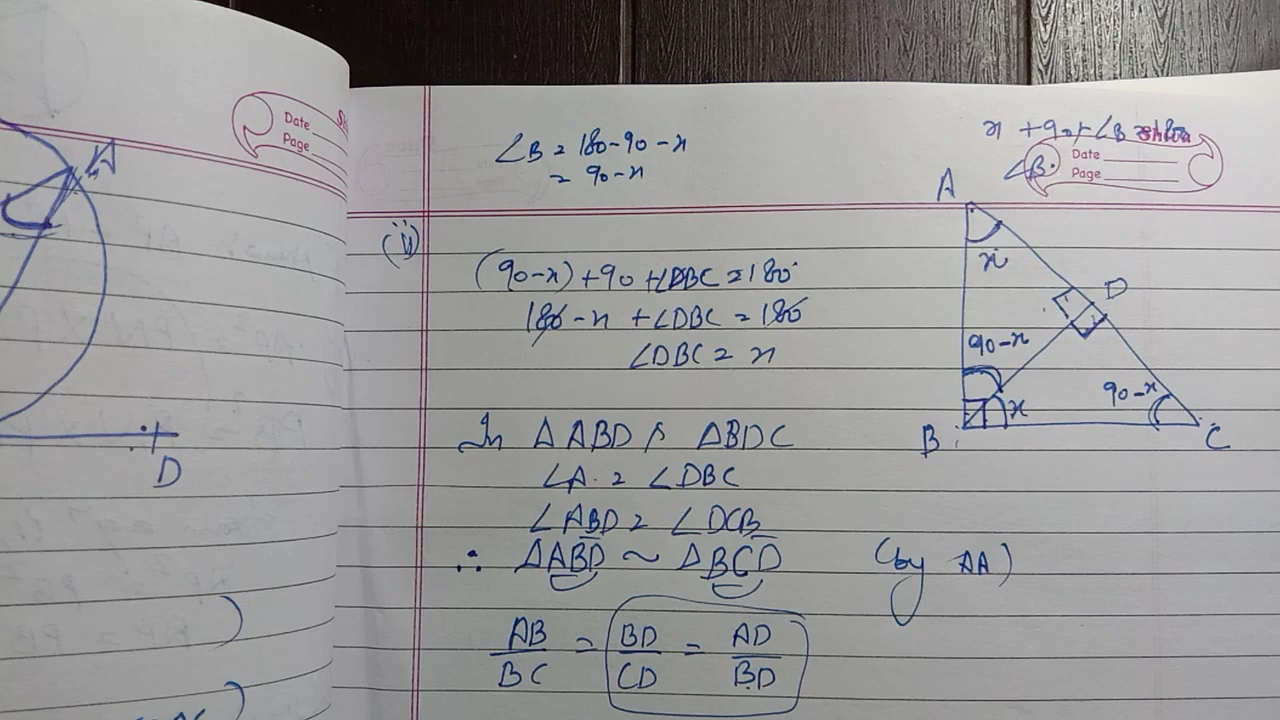 A
D
Date
Page
∠B = 180-90-x
= 90-x
x + 90 + ∠B
∠B
Date
Page
(ii)
(90-x) + 90 + ∠DBC = 180°
180 - x + ∠DBC = 180
∠DBC = x
A
x
D
90-x
x
90-x
B
C
In △ABD & △BDC
∠A = ∠DBC
∠ABD = ∠DCB
∴ △ABD ~ △BCD (by AA)
AB/BC = BD/CD = AD/BD